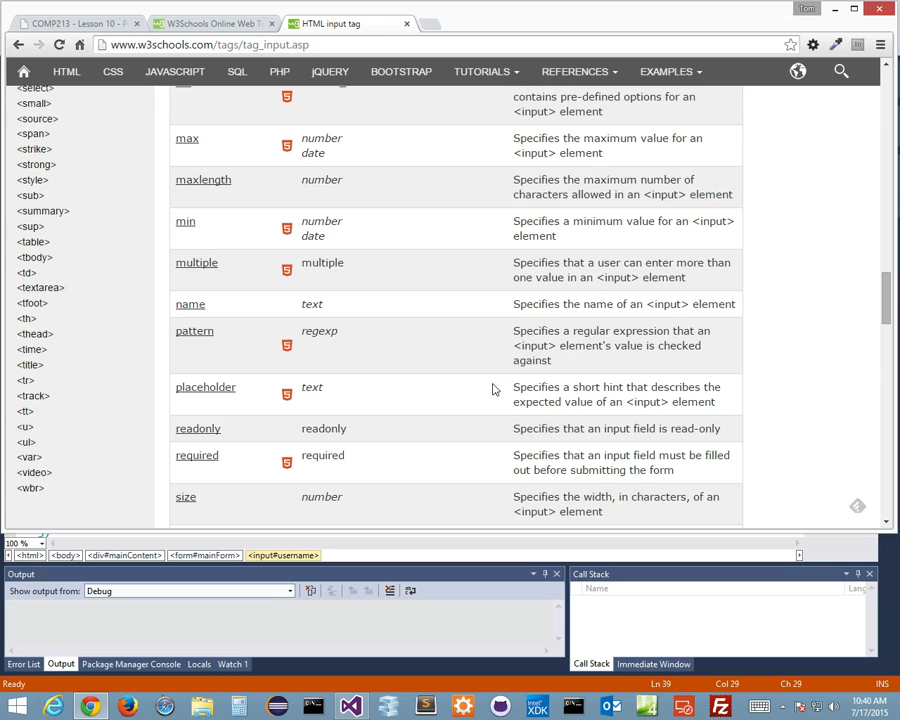 Tom
COMP213 - Lesson 10 - P
W3Schools Online Web T
HTML input tag
www.w3schools.com/tags/tag_input.asp
HTML CSS JAVASCRIPT SQL PHP jQUERY BOOTSTRAP TUTORIALS REFERENCES EXAMPLES
<select>
<small>
<source>
<span>
<strike>
<strong>
<style>
<sub>
<summary>
<sup>
<table>
<tbody>
<td>
<textarea>
<tfoot>
<th>
<thead>
<time>
<title>
<tr>
<track>
<tt>
<u>
<ul>
<var>
<video>
<wbr>
contains pre-defined options for an
<input> element
max number Specifies the maximum value for an
date <input> element
maxlength number Specifies the maximum number of
characters allowed in an <input> element
min number Specifies a minimum value for an <input>
date element
multiple multiple Specifies that a user can enter more than
one value in an <input> element
name text Specifies the name of an <input> element
pattern regexp Specifies a regular expression that an
<input> element's value is checked
against
placeholder text Specifies a short hint that describes the
expected value of an <input> element
readonly readonly Specifies that an input field is read-only
required required Specifies that an input field must be filled
out before submitting the form
size number Specifies the width, in characters, of an
<input> element
100 %
<html> <body> <div#mainContent> <form#mainForm> <input#username>
Output
Call Stack
Show output from: Debug
Name Lang
Error List Output Package Manager Console Locals Watch 1
Call Stack Immediate Window
Ready Ln 39 Col 29 Ch 29 INS
10:40 AM
7/17/2015